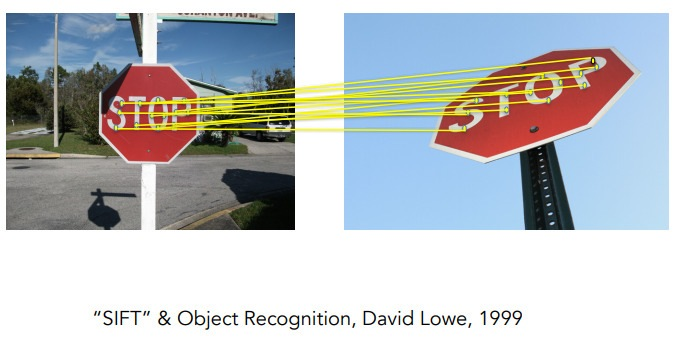 STOP
STOP
“SIFT” & Object Recognition, David Lowe, 1999